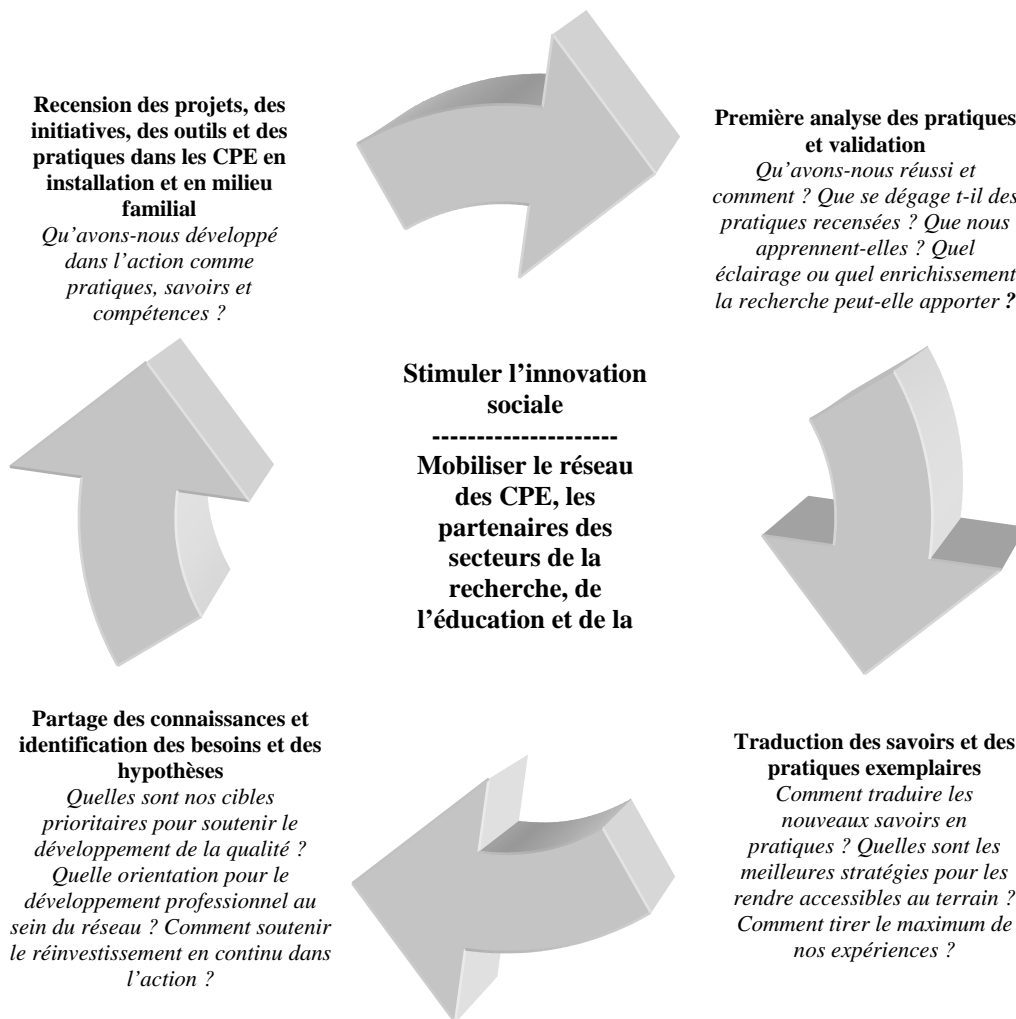 Recension des projets, des
initiatives, des outils et des
pratiques dans les CPE en
installation et en milieu
familial
Qu’avons-nous développé
dans l’action comme
pratiques, savoirs et
compétences ?
Première analyse des pratiques
et validation
Qu’avons-nous réussi et
comment ? Que se dégage t-il des
pratiques recensées ? Que nous
apprennent-elles ? Quel
éclairage ou quel enrichissement
la recherche peut-elle apporter ?
Stimuler l’innovation
sociale
---------------------
Mobiliser le réseau
des CPE, les
partenaires des
secteurs de la
recherche, de
l’éducation et de la
Partage des connaissances et
identification des besoins et des
hypothèses
Quelles sont nos cibles
prioritaires pour soutenir le
développement de la qualité ?
Quelle orientation pour le
développement professionnel au
sein du réseau ? Comment soutenir
le réinvestissement en continu dans
l’action ?
Traduction des savoirs et des
pratiques exemplaires
Comment traduire les
nouveaux savoirs en
pratiques ? Quelles sont les
meilleures stratégies pour les
rendre accessibles au terrain ?
Comment tirer le maximum de
nos expériences ?